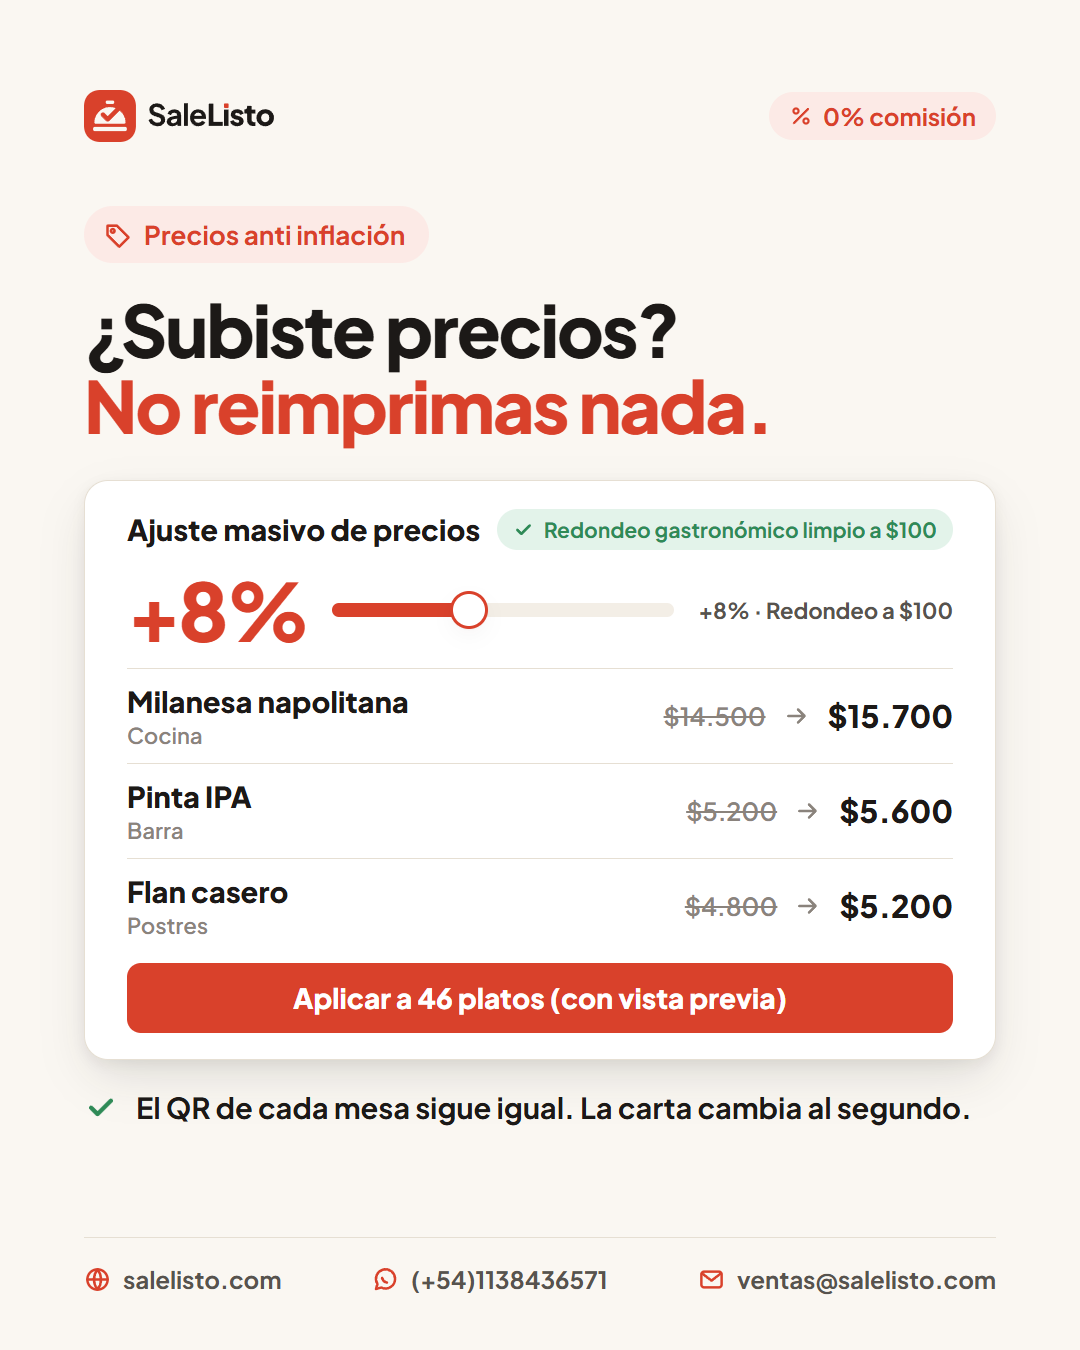 SaleListo
% 0% comisión
Precios anti inflación
¿Subiste precios?
No reimprimas nada.
Ajuste masivo de precios
Redondeo gastronómico limpio a $100
+8%
+8% · Redondeo a $100
Milanesa napolitana
Cocina
$14.500 → $15.700
Pinta IPA
Barra
$5.200 → $5.600
Flan casero
Postres
$4.800 → $5.200
Aplicar a 46 platos (con vista previa)
El QR de cada mesa sigue igual. La carta cambia al segundo.
salelisto.com
(+54)1138436571
ventas@salelisto.com